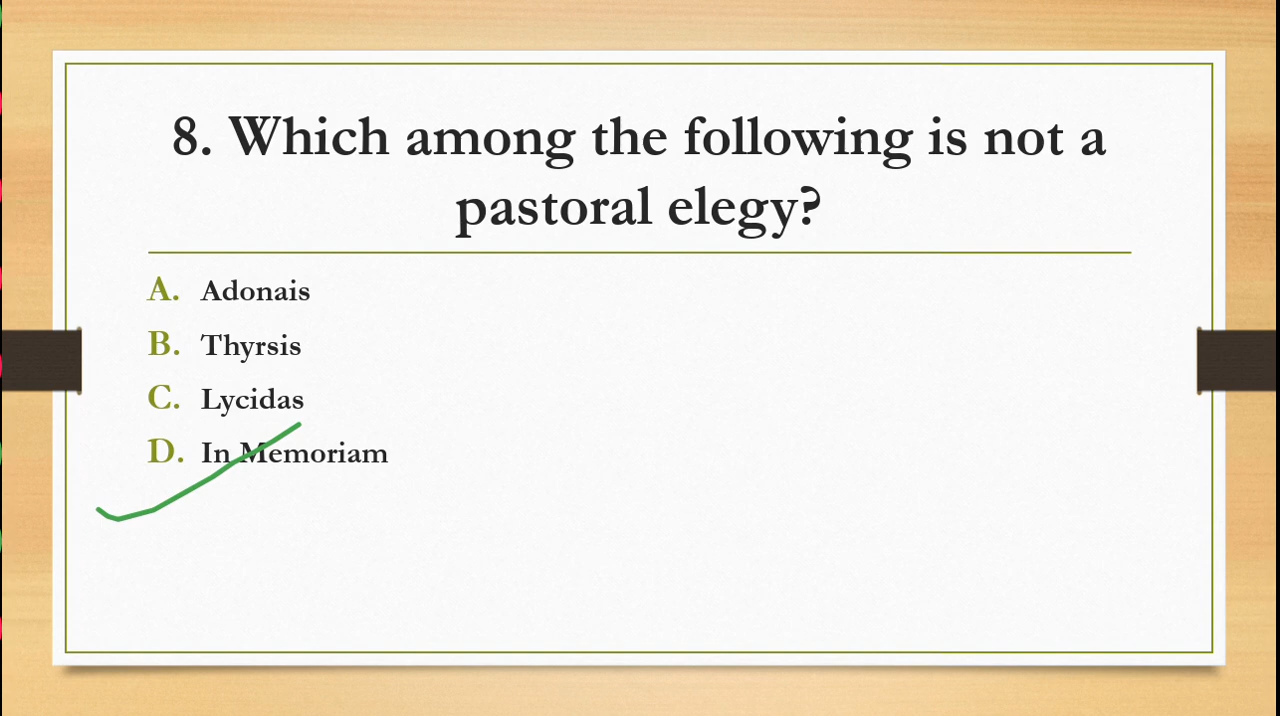 8. Which among the following is not a
pastoral elegy?
A. Adonais
B. Thyrsis
C. Lycidas
D. In Memoriam